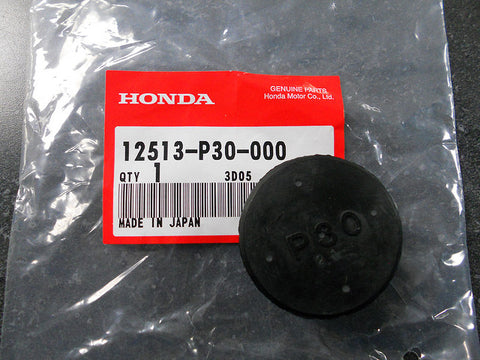 GENUINE PARTS
HONDA
Honda Motor Co., Ltd.
12513-P30-000
QTY 1 3D05
MADE IN JAPAN
P30